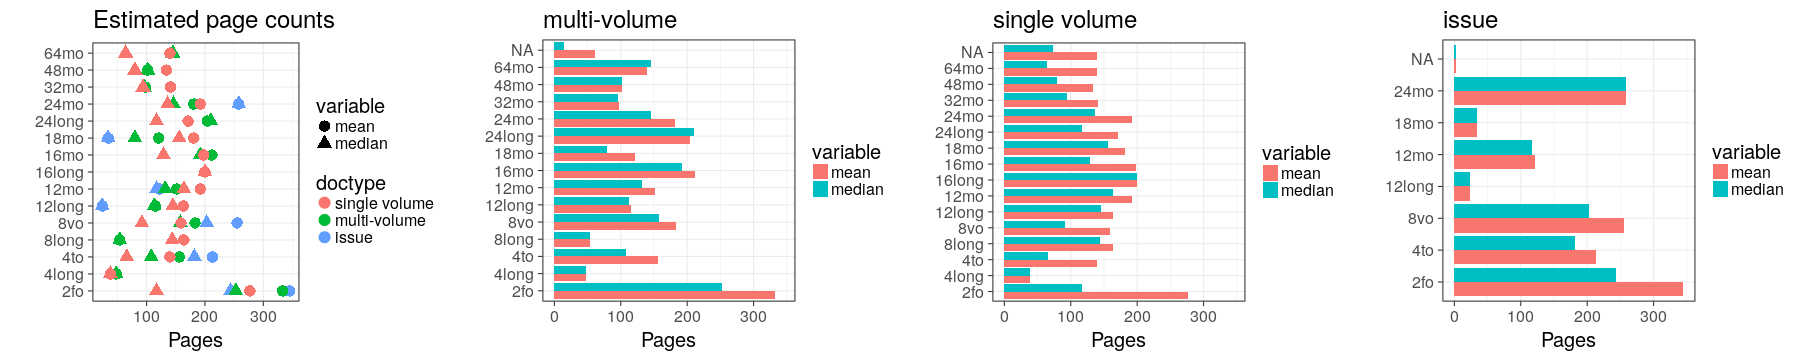 Estimated page counts
64mo
48mo
32mo
24mo
24long
18mo
16mo
16long
12mo
12long
8vo
8long
4to
4long
2fo
100 200 300
Pages
variable
mean
median
doctype
single volume
multi-volume
issue
multi-volume
NA
64mo
48mo
32mo
24mo
24long
18mo
16mo
12mo
12long
8vo
8long
4to
4long
2fo
0 100 200 300
Pages
variable
mean
median
single volume
NA
64mo
48mo
32mo
24mo
24long
18mo
16mo
16long
12mo
12long
8vo
8long
4to
4long
2fo
0 100 200 300
Pages
variable
mean
median
issue
NA
24mo
18mo
12mo
12long
8vo
4to
2fo
0 100 200 300
Pages
variable
mean
median